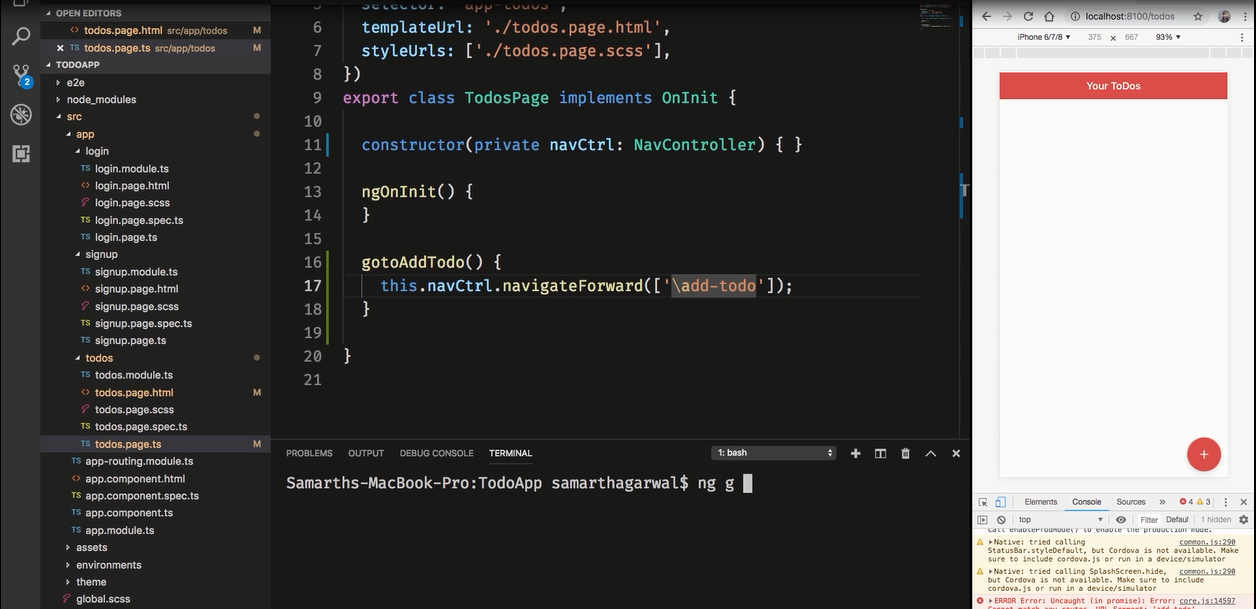 OPEN EDITORS
todos.page.html src/app/todos M
todos.page.ts src/app/todos M
TODOAPP
e2e
node_modules
src
app
login
TS login.module.ts
login.page.html
login.page.scss
TS login.page.spec.ts
TS login.page.ts
signup
TS signup.module.ts
signup.page.html
signup.page.scss
TS signup.page.spec.ts
TS signup.page.ts
todos
TS todos.module.ts
todos.page.html M
todos.page.scss
TS todos.page.spec.ts
TS todos.page.ts M
TS app-routing.module.ts
app.component.html
TS app.component.spec.ts
TS app.component.ts
TS app.module.ts
assets
environments
theme
global.scss
2
5 selector: 'app-todos',
6 templateUrl: './todos.page.html',
7 styleUrls: ['./todos.page.scss'],
8 })
9 export class TodosPage implements OnInit {
10
11 constructor(private navCtrl: NavController) { }
12
13 ngOnInit() {
14 }
15
16 gotoAddTodo() {
17 this.navCtrl.navigateForward(['\add-todo']);
18 }
19
20 }
21
PROBLEMS OUTPUT DEBUG CONSOLE TERMINAL 1: bash
Samarths-MacBook-Pro:TodoApp samarthagarwal$ ng g
localhost:8100/todos
iPhone 6/7/8 375 x 667 93%
Your ToDos
+
Elements Console Sources » 4 3
top Filter Defaul 1 hidden
call enableProdMode() to enable the production mode.
Native: tried calling common.js:290
StatusBar.styleDefault, but Cordova is not available. Make
sure to include cordova.js or run in a device/simulator
Native: tried calling SplashScreen.hide, common.js:290
but Cordova is not available. Make sure to include
cordova.js or run in a device/simulator
ERROR Error: Uncaught (in promise): Error: core.js:14597
Cannot match any routes. URL Segment: 'add-todo'